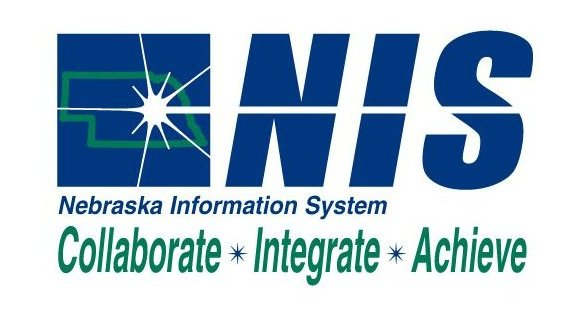 NIS
Nebraska Information System
Collaborate * Integrate * Achieve